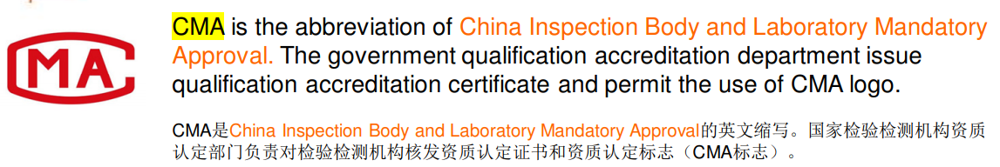 CMA
CMA is the abbreviation of China Inspection Body and Laboratory Mandatory
Approval. The government qualification accreditation department issue
qualification accreditation certificate and permit the use of CMA logo.
CMA是China Inspection Body and Laboratory Mandatory Approval的英文缩写。国家检验检测机构资质
认定部门负责对检验检测机构核发资质认定证书和资质认定标志（CMA标志）。